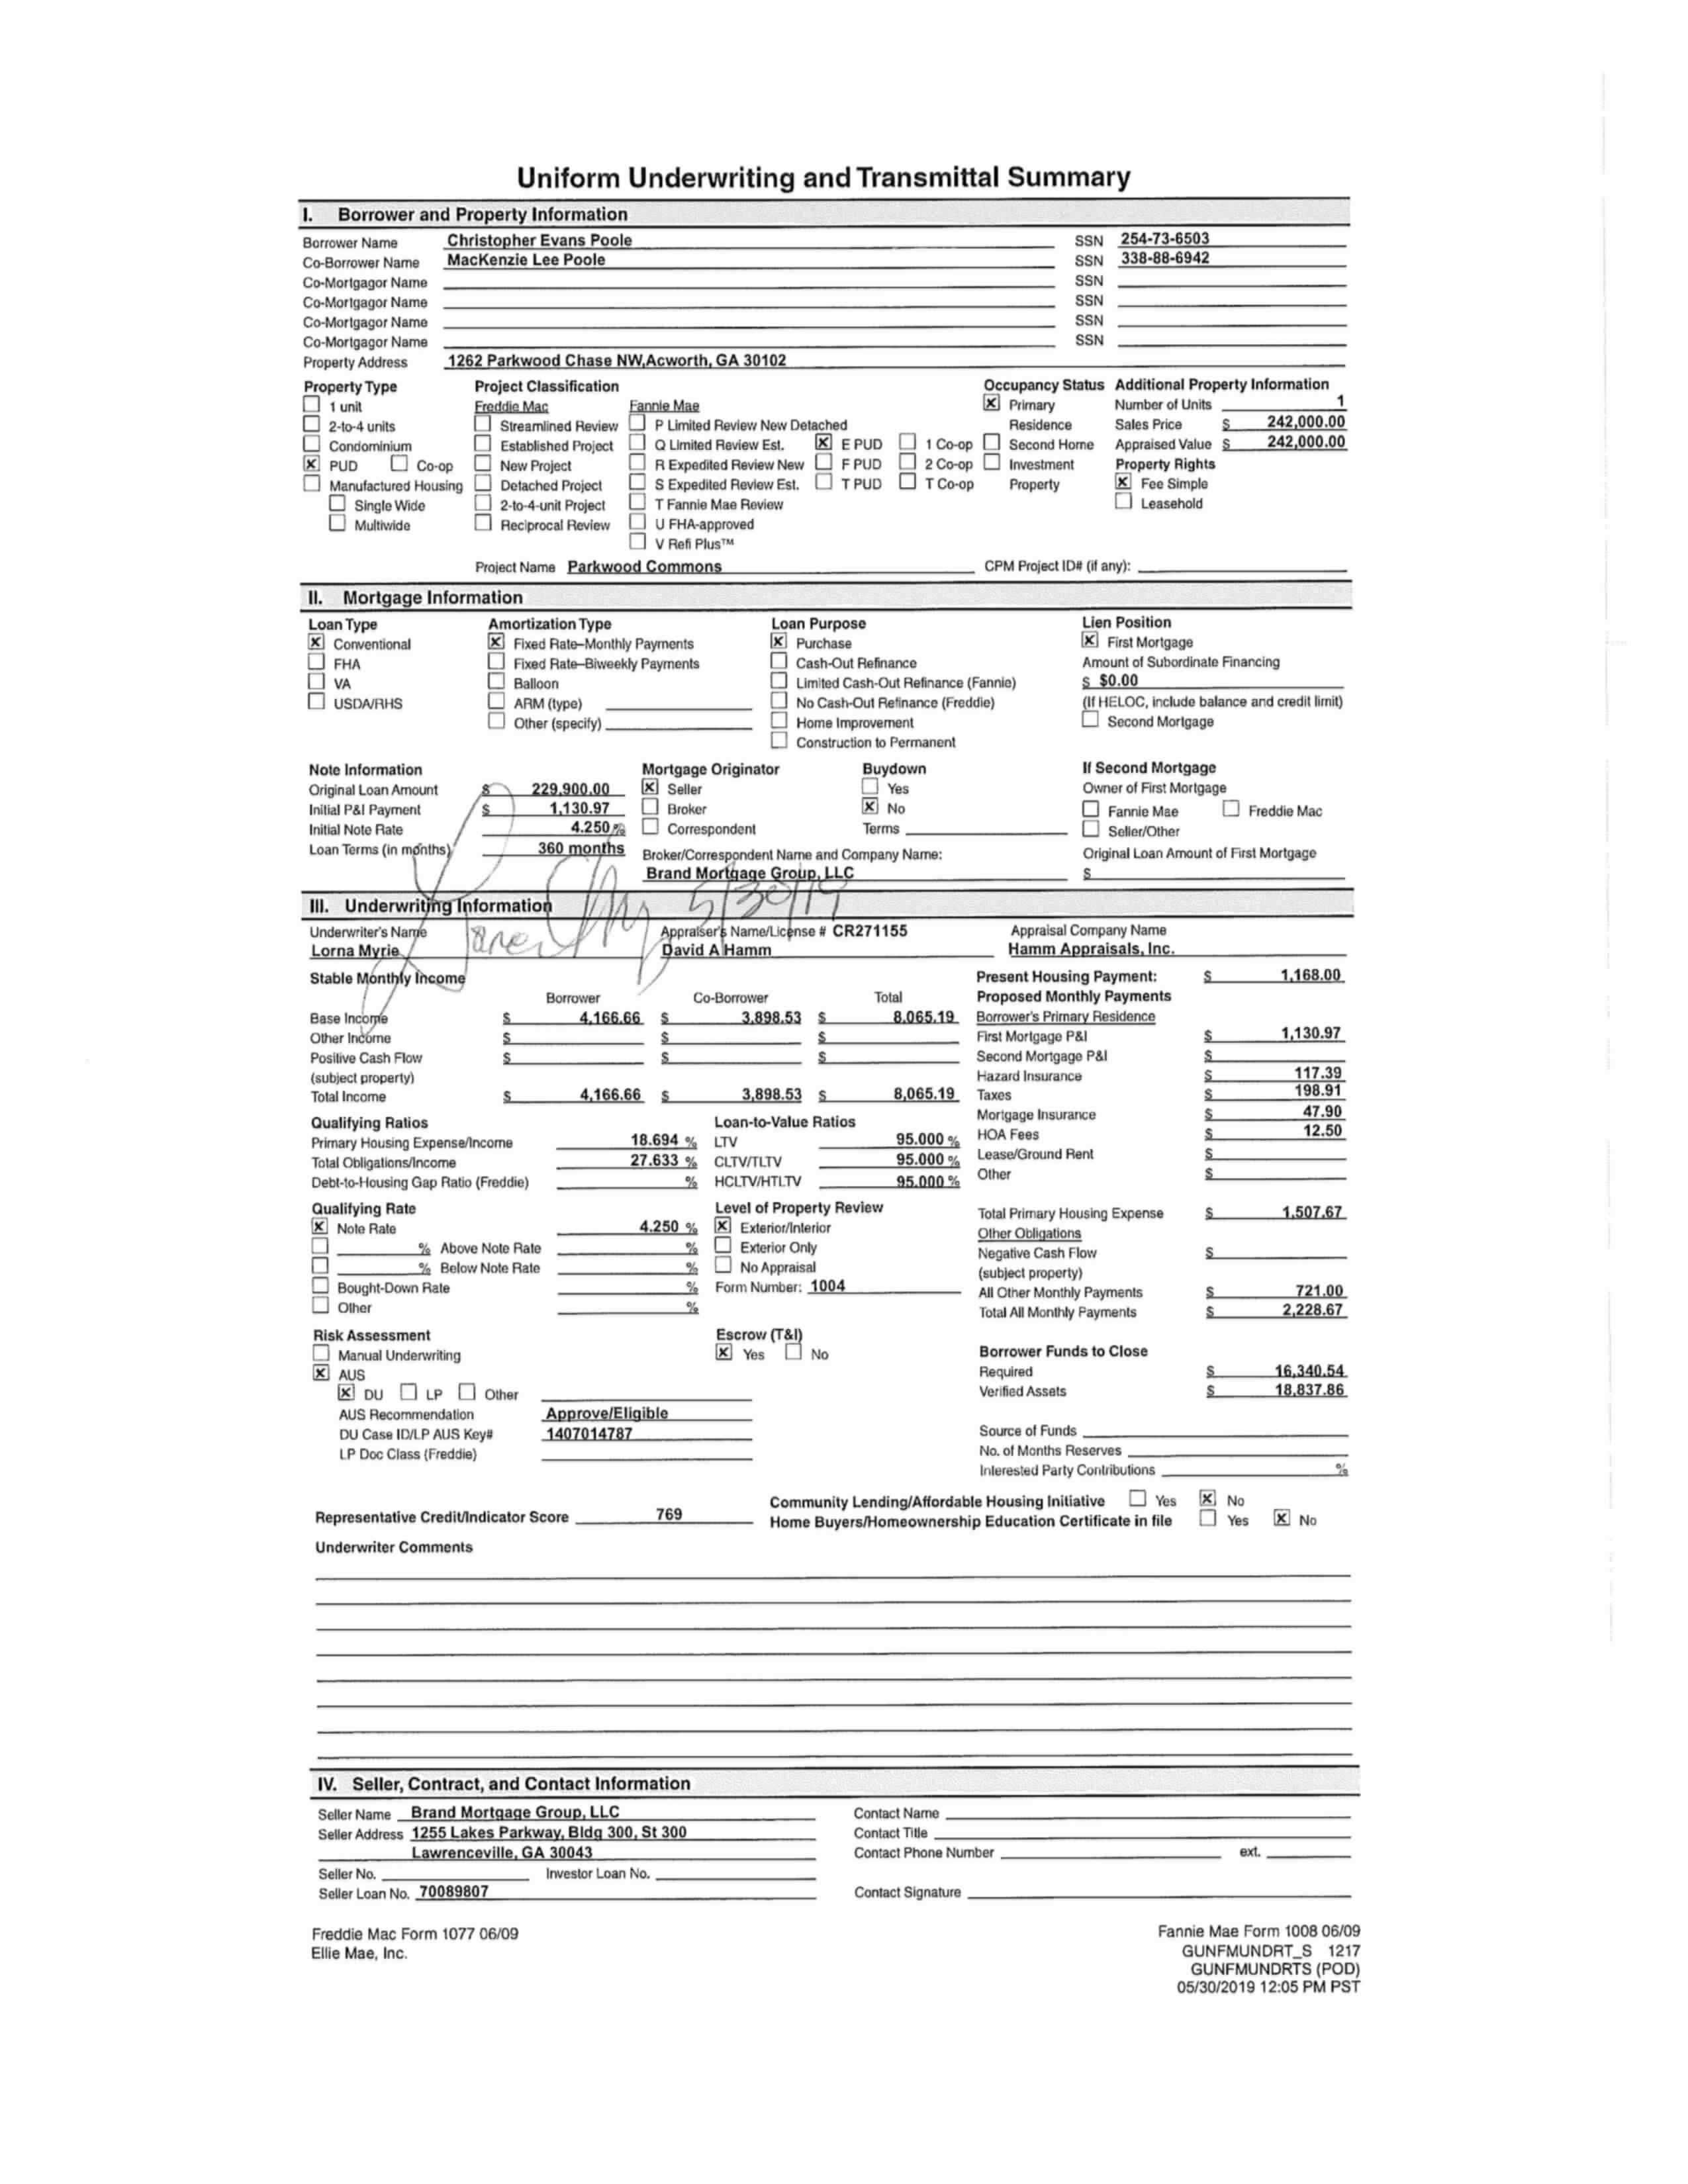 Uniform Underwriting and Transmittal Summary
I. Borrower and Property Information
Borrower Name Christopher Evans Poole SSN 254-73-6503
Co-Borrower Name MacKenzie Lee Poole SSN 338-88-6942
Co-Mortgagor Name SSN
Co-Mortgagor Name SSN
Co-Mortgagor Name SSN
Co-Mortgagor Name SSN
Property Address 1262 Parkwood Chase NW,Acworth, GA 30102
Property Type Project Classification Occupancy Status Additional Property Information
1 unit Freddie Mac Fannie Mae Primary Number of Units 1
2-to-4 units Streamlined Review P Limited Review New Detached Residence Sales Price $ 242,000.00
Condominium Established Project Q Limited Review Est. E PUD 1 Co-op Second Home Appraised Value $ 242,000.00
PUD Co-op New Project R Expedited Review New F PUD 2 Co-op Investment Property Rights
Manufactured Housing Detached Project S Expedited Review Est. T PUD T Co-op Property Fee Simple
Single Wide 2-to-4-unit Project T Fannie Mae Review Leasehold
Multiwide Reciprocal Review U FHA-approved
V Refi Plus™
Project Name Parkwood Commons CPM Project ID# (if any):
II. Mortgage Information
Loan Type Amortization Type Loan Purpose Lien Position
Conventional Fixed Rate–Monthly Payments Purchase First Mortgage
FHA Fixed Rate–Biweekly Payments Cash-Out Refinance Amount of Subordinate Financing
VA Balloon Limited Cash-Out Refinance (Fannie) $ $0.00
USDA/RHS ARM (type) No Cash-Out Refinance (Freddie) (If HELOC, include balance and credit limit)
Other (specify) Home Improvement Second Mortgage
Construction to Permanent
Note Information Mortgage Originator Buydown If Second Mortgage
Original Loan Amount $ 229,900.00 Seller Yes Owner of First Mortgage
Initial P&I Payment $ 1,130.97 Broker No Fannie Mae Freddie Mac
Initial Note Rate 4.250 % Correspondent Terms Seller/Other
Loan Terms (in months) 360 months Broker/Correspondent Name and Company Name: Original Loan Amount of First Mortgage
Brand Mortgage Group, LLC $
5/30/19
III. Underwriting Information
Underwriter's Name Appraiser's Name/License # CR271155 Appraisal Company Name
Lorna Myrie David A Hamm Hamm Appraisals, Inc.
Stable Monthly Income Present Housing Payment: $ 1,168.00
Borrower Co-Borrower Total Proposed Monthly Payments
Base Income $ 4,166.66 $ 3,898.53 $ 8,065.19 Borrower's Primary Residence
Other Income $ $ $ First Mortgage P&I $ 1,130.97
Positive Cash Flow $ $ $ Second Mortgage P&I $
(subject property) Hazard Insurance $ 117.39
Total Income $ 4,166.66 $ 3,898.53 $ 8,065.19 Taxes $ 198.91
Qualifying Ratios Loan-to-Value Ratios Mortgage Insurance $ 47.90
Primary Housing Expense/Income 18.694 % LTV 95.000 % HOA Fees $ 12.50
Total Obligations/Income 27.633 % CLTV/TLTV 95.000 % Lease/Ground Rent $
Debt-to-Housing Gap Ratio (Freddie) % HCLTV/HTLTV 95.000 % Other $
Qualifying Rate Level of Property Review Total Primary Housing Expense $ 1,507.67
Note Rate 4.250 % Exterior/Interior Other Obligations
% Above Note Rate % Exterior Only Negative Cash Flow $
% Below Note Rate % No Appraisal (subject property)
Bought-Down Rate % Form Number: 1004 All Other Monthly Payments $ 721.00
Other % Total All Monthly Payments $ 2,228.67
Risk Assessment Escrow (T&I)
Manual Underwriting Yes No Borrower Funds to Close
AUS Required $ 16,340.54
DU LP Other Verified Assets $ 18,837.86
AUS Recommendation Approve/Eligible
DU Case ID/LP AUS Key# 1407014787 Source of Funds
LP Doc Class (Freddie) No. of Months Reserves
Interested Party Contributions %
Community Lending/Affordable Housing Initiative Yes No
Representative Credit/Indicator Score 769 Home Buyers/Homeownership Education Certificate in file Yes No
Underwriter Comments
IV. Seller, Contract, and Contact Information
Seller Name Brand Mortgage Group, LLC Contact Name
Seller Address 1255 Lakes Parkway, Bldg 300, St 300 Contact Title
Lawrenceville, GA 30043 Contact Phone Number ext.
Seller No. Investor Loan No.
Seller Loan No. 70089807 Contact Signature
Freddie Mac Form 1077 06/09 Fannie Mae Form 1008 06/09
Ellie Mae, Inc. GUNFMUNDRT_S 1217
GUNFMUNDRTS (POD)
05/30/2019 12:05 PM PST